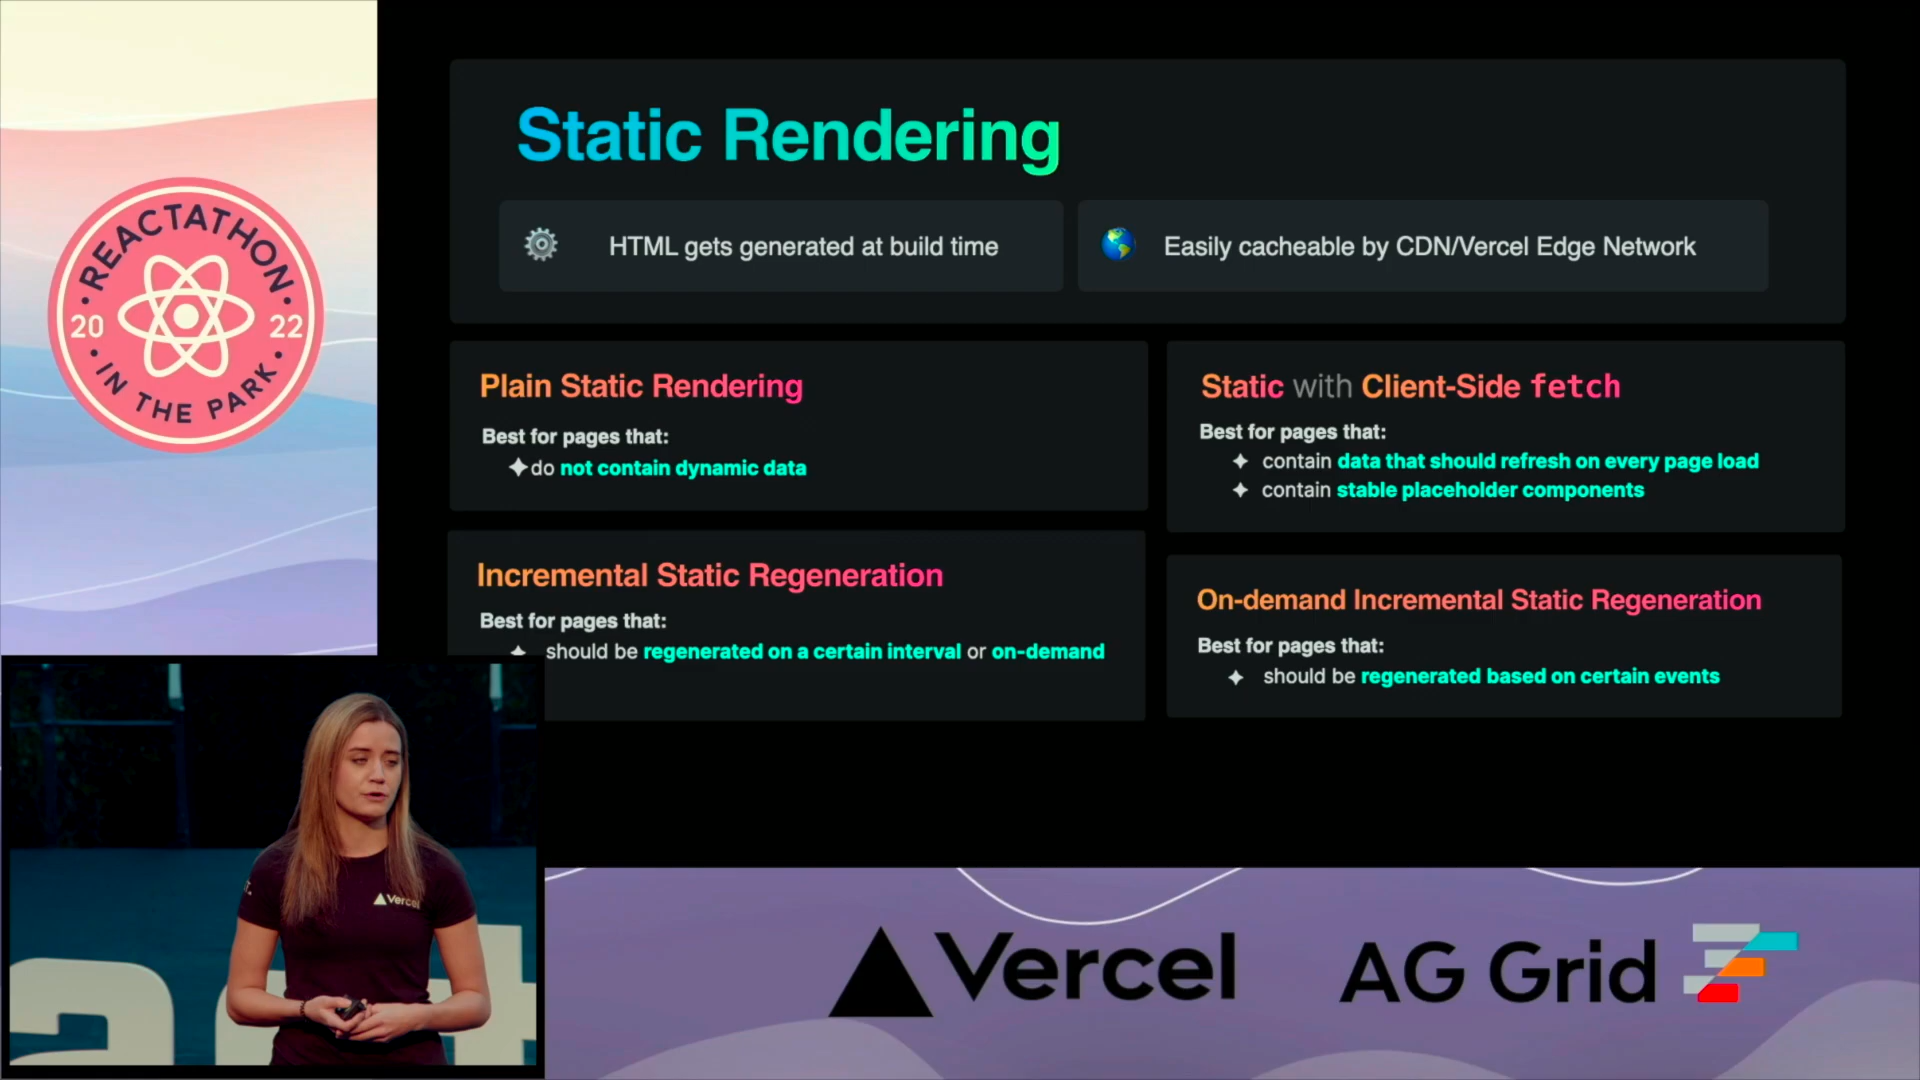 REACTATHON
20 22
IN THE PARK
Static Rendering
HTML gets generated at build time
Easily cacheable by CDN/Vercel Edge Network
Plain Static Rendering
Best for pages that:
✦do not contain dynamic data
Static with Client-Side fetch
Best for pages that:
✦ contain data that should refresh on every page load
✦ contain stable placeholder components
Incremental Static Regeneration
Best for pages that:
✦ should be regenerated on a certain interval or on-demand
On-demand Incremental Static Regeneration
Best for pages that:
✦ should be regenerated based on certain events
Vercel
Vercel
AG Grid